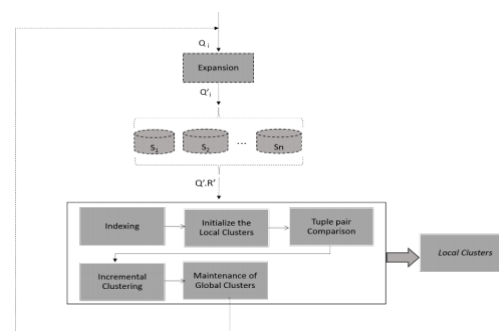 Q i
Expansion
Q' i
S1 S2 ... Sn
Q'.R'
Indexing
Initialize the
Local Clusters
Tuple pair
Comparison
Local Clusters
Incremental
Clustering
Maintenance of
Global Clusters